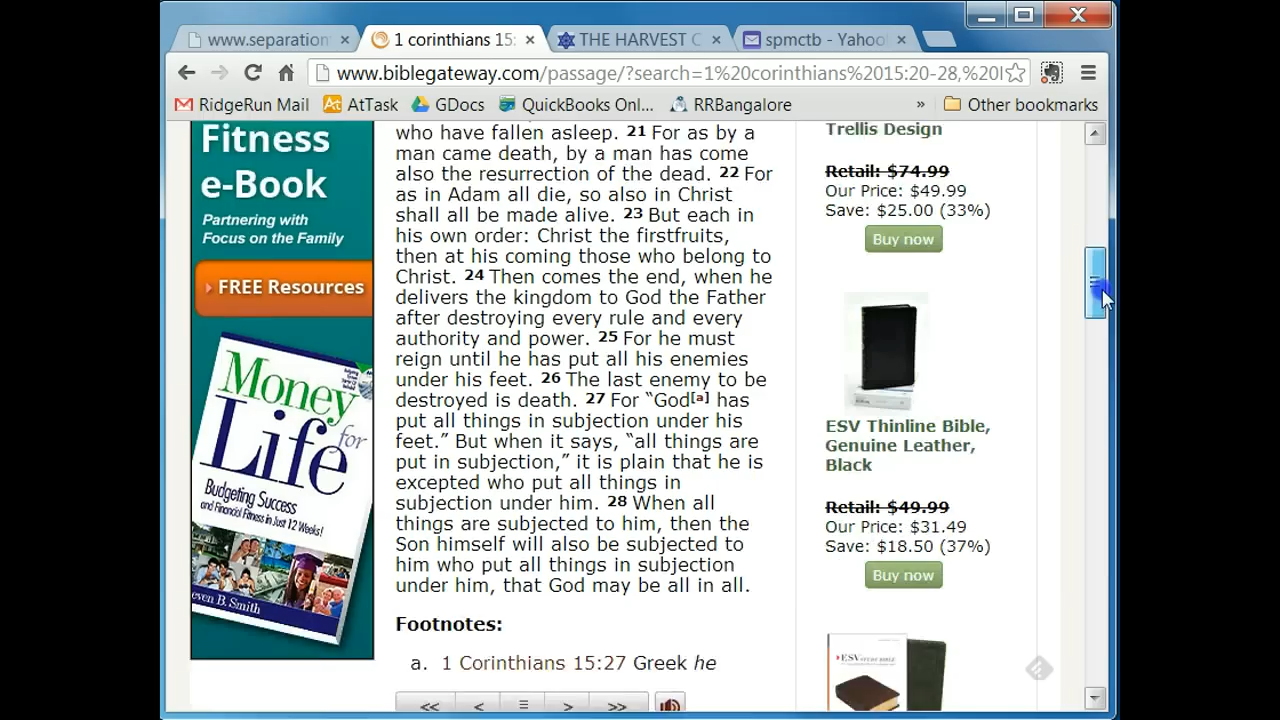 www.separation
1 corinthians 15:
THE HARVEST C
spmctb - Yahoo
www.biblegateway.com/passage/?search=1%20corinthians%2015:20-28,%20
RidgeRun Mail
AtTask
GDocs
QuickBooks Onl...
RRBangalore
»
Other bookmarks
Fitness
e-Book
Partnering with
Focus on the Family
FREE Resources
Money
for
Life
Budgeting Success
and Financial Fitness in Just 12 Weeks!
even B. Smith
who have fallen asleep. 21 For as by a
man came death, by a man has come
also the resurrection of the dead. 22 For
as in Adam all die, so also in Christ
shall all be made alive. 23 But each in
his own order: Christ the firstfruits,
then at his coming those who belong to
Christ. 24 Then comes the end, when he
delivers the kingdom to God the Father
after destroying every rule and every
authority and power. 25 For he must
reign until he has put all his enemies
under his feet. 26 The last enemy to be
destroyed is death. 27 For “God[a] has
put all things in subjection under his
feet.” But when it says, “all things are
put in subjection,” it is plain that he is
excepted who put all things in
subjection under him. 28 When all
things are subjected to him, then the
Son himself will also be subjected to
him who put all things in subjection
under him, that God may be all in all.
Footnotes:
a. 1 Corinthians 15:27 Greek he
<< < ≡ > >>
Trellis Design
Retail: $74.99
Our Price: $49.99
Save: $25.00 (33%)
Buy now
ESV Thinline Bible,
Genuine Leather,
Black
Retail: $49.99
Our Price: $31.49
Save: $18.50 (37%)
Buy now
ESV